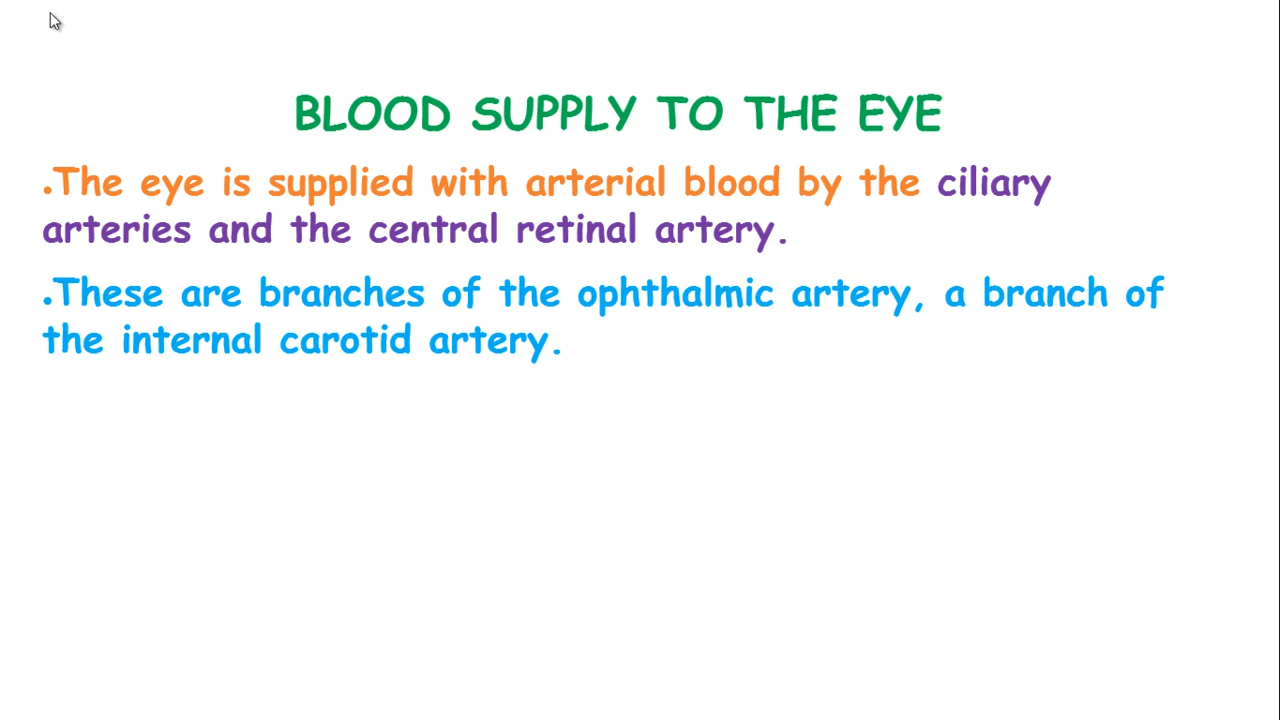 BLOOD SUPPLY TO THE EYE
•The eye is supplied with arterial blood by the ciliary
arteries and the central retinal artery.
•These are branches of the ophthalmic artery, a branch of
the internal carotid artery.